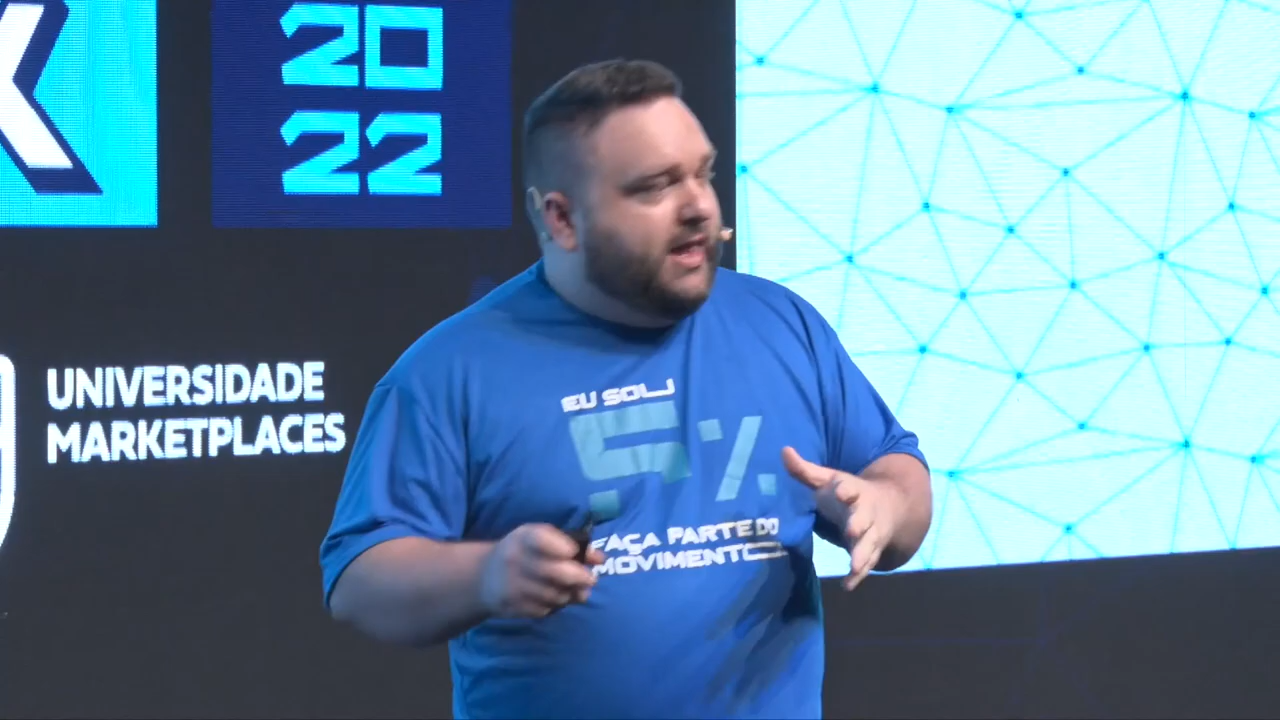 X
20
22
UNIVERSIDADE
MARKETPLACES
EU SOU
5%
FAÇA PARTE DO
MOVIMENTO